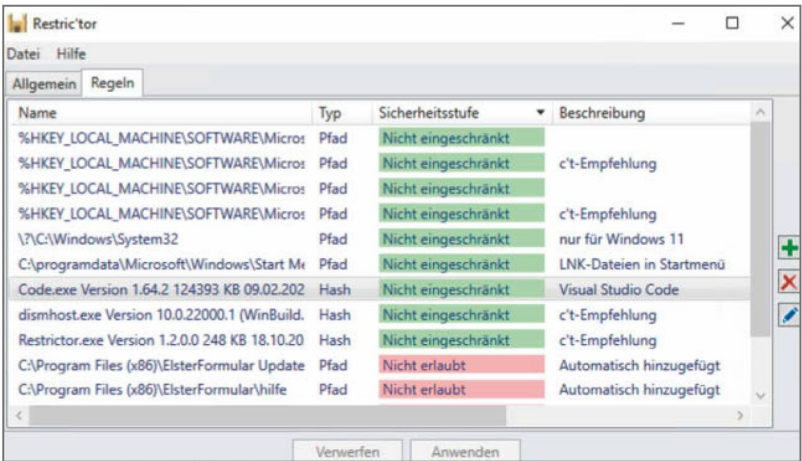 Restric'tor
Datei Hilfe
Allgemein Regeln
Name Typ Sicherheitsstufe Beschreibung
%HKEY_LOCAL_MACHINE\SOFTWARE\Micros Pfad Nicht eingeschränkt
%HKEY_LOCAL_MACHINE\SOFTWARE\Micros Pfad Nicht eingeschränkt c't-Empfehlung
%HKEY_LOCAL_MACHINE\SOFTWARE\Micros Pfad Nicht eingeschränkt
%HKEY_LOCAL_MACHINE\SOFTWARE\Micros Pfad Nicht eingeschränkt c't-Empfehlung
\?\C:\Windows\System32 Pfad Nicht eingeschränkt nur für Windows 11
C:\programdata\Microsoft\Windows\Start Me Pfad Nicht eingeschränkt LNK-Dateien in Startmenü
Code.exe Version 1.64.2 124393 KB 09.02.202 Hash Nicht eingeschränkt Visual Studio Code
dismhost.exe Version 10.0.22000.1 (WinBuild. Hash Nicht eingeschränkt c't-Empfehlung
Restrictor.exe Version 1.2.0.0 248 KB 18.10.20 Hash Nicht eingeschränkt c't-Empfehlung
C:\Program Files (x86)\ElsterFormular Update Pfad Nicht erlaubt Automatisch hinzugefügt
C:\Program Files (x86)\ElsterFormular\hilfe Pfad Nicht erlaubt Automatisch hinzugefügt
Verwerfen Anwenden